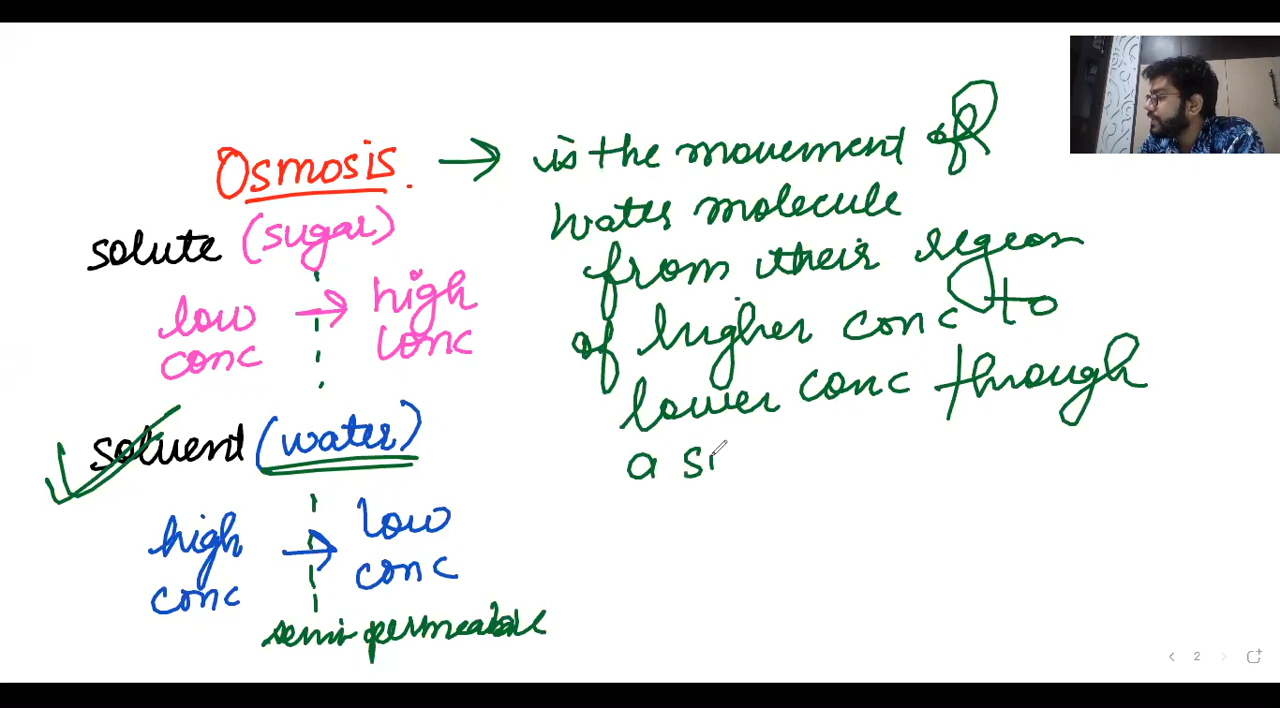 Osmosis. → is the movement of
water molecule
from their region
of higher conc to
lower conc through
a s
solute (sugar)
low → high
conc conc
solvent (water)
high → low
conc conc
semi permeable
2